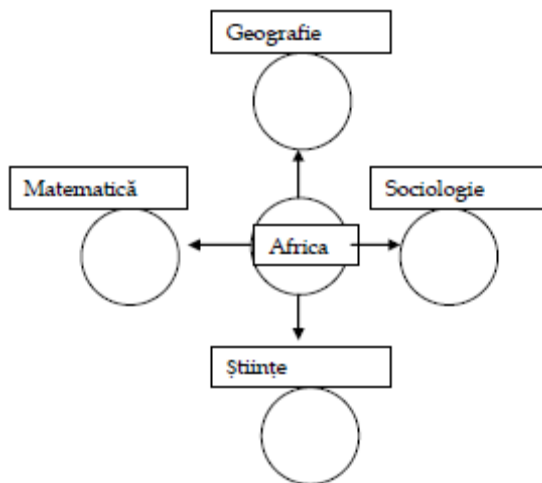 Geografie
Matematică
Sociologie
Africa
Științe